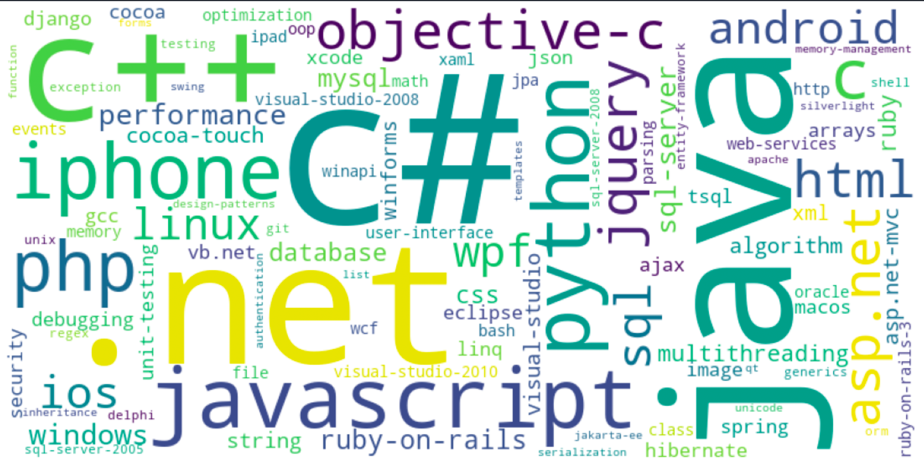 django
cocoa
forms
optimization
ipad
oop
objective-c
android
memory-management
function
c++
testing
exception
swing
xcode
xaml
json
mysql
math
jpa
visual-studio-2008
performance
events
cocoa-touch
c#
winapi
winforms
templates
python
sql-server-2008
jquery
parsing
sql-server
entity-framework
java
http
c
shell
silverlight
arrays
ruby
web-services
apache
html
iphone
design-patterns
gcc
memory
linux
git
unix
user-interface
tsql
xml
algorithm
php
vb.net
database
wpf
ajax
asp.net
asp.net-mvc
unit-testing
.net
authentication
list
css
eclipse
bash
wcf
linq
visual-studio
sql
oracle
macos
debugging
regex
multithreading
image
qt
generics
security
file
visual-studio-2010
ios
inheritance
delphi
javascript
unicode
spring
class
orm
ruby-on-rails-3
windows
sql-server-2005
string
ruby-on-rails
jakarta-ee
serialization
hibernate